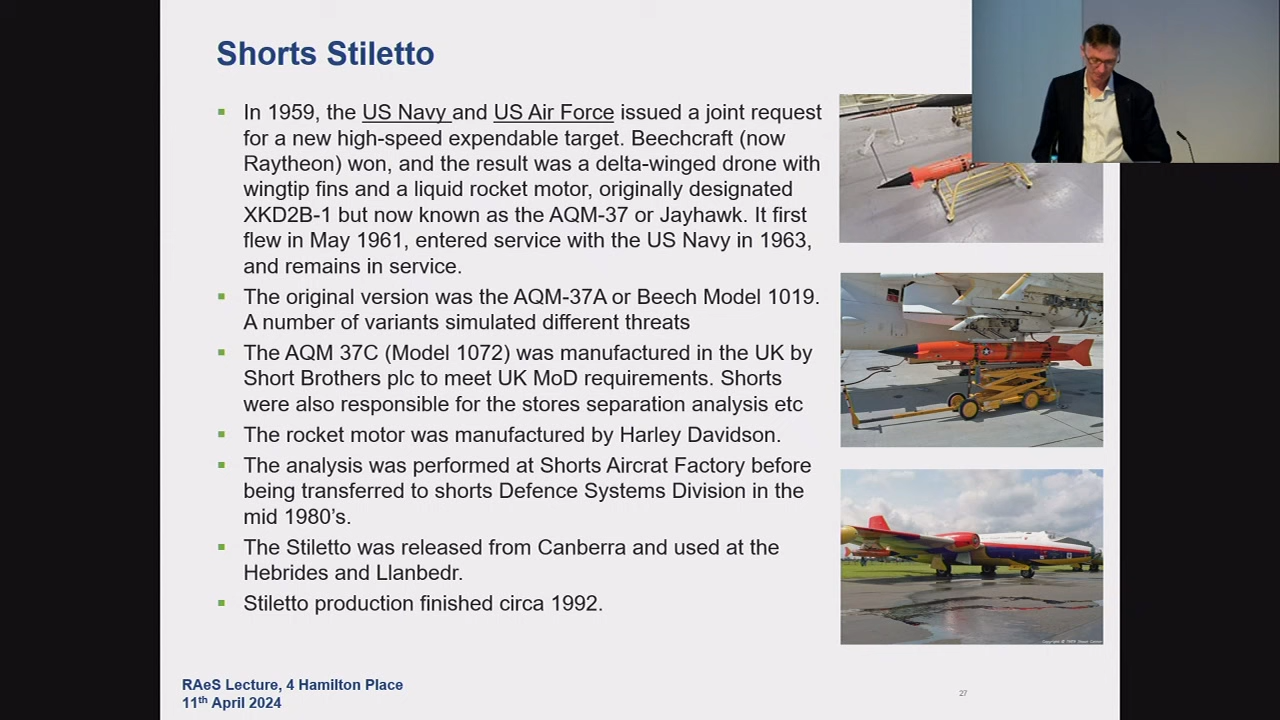 Shorts Stiletto
▪ In 1959, the US Navy and US Air Force issued a joint request
for a new high-speed expendable target. Beechcraft (now
Raytheon) won, and the result was a delta-winged drone with
wingtip fins and a liquid rocket motor, originally designated
XKD2B-1 but now known as the AQM-37 or Jayhawk. It first
flew in May 1961, entered service with the US Navy in 1963,
and remains in service.
▪ The original version was the AQM-37A or Beech Model 1019.
A number of variants simulated different threats
▪ The AQM 37C (Model 1072) was manufactured in the UK by
Short Brothers plc to meet UK MoD requirements. Shorts
were also responsible for the stores separation analysis etc
▪ The rocket motor was manufactured by Harley Davidson.
▪ The analysis was performed at Shorts Aircrat Factory before
being transferred to shorts Defence Systems Division in the
mid 1980's.
▪ The Stiletto was released from Canberra and used at the
Hebrides and Llanbedr.
▪ Stiletto production finished circa 1992.
RAeS Lecture, 4 Hamilton Place
11th April 2024
27